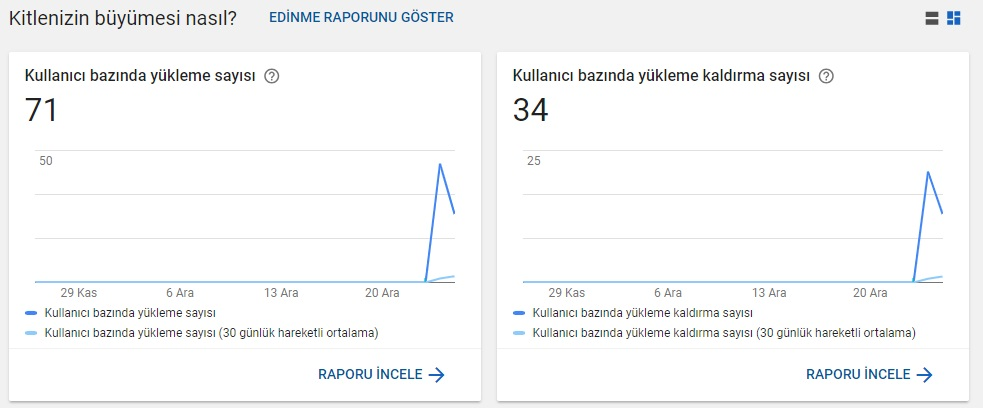 Kitlenizin büyümesi nasıl?
EDİNME RAPORUNU GÖSTER
Kullanıcı bazında yükleme sayısı ?
71
50
29 Kas 6 Ara 13 Ara 20 Ara
Kullanıcı bazında yükleme sayısı
Kullanıcı bazında yükleme sayısı (30 günlük hareketli ortalama)
RAPORU İNCELE
Kullanıcı bazında yükleme kaldırma sayısı ?
34
25
29 Kas 6 Ara 13 Ara 20 Ara
Kullanıcı bazında yükleme kaldırma sayısı
Kullanıcı bazında yükleme kaldırma sayısı (30 günlük hareketli ortalama)
RAPORU İNCELE